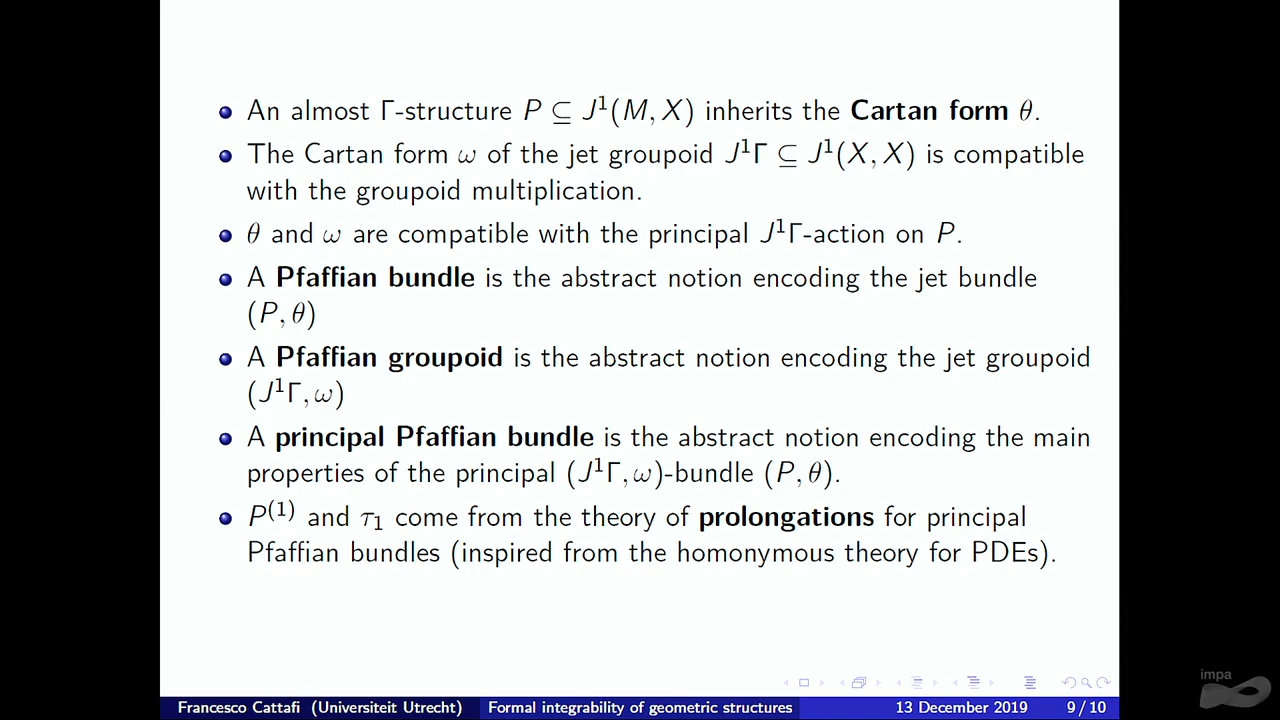 An almost Γ-structure P ⊆ J¹(M, X) inherits the Cartan form θ.
The Cartan form ω of the jet groupoid J¹Γ ⊆ J¹(X, X) is compatible
with the groupoid multiplication.
θ and ω are compatible with the principal J¹Γ-action on P.
A Pfaffian bundle is the abstract notion encoding the jet bundle
(P, θ)
A Pfaffian groupoid is the abstract notion encoding the jet groupoid
(J¹Γ, ω)
A principal Pfaffian bundle is the abstract notion encoding the main
properties of the principal (J¹Γ, ω)-bundle (P, θ).
P⁽¹⁾ and τ₁ come from the theory of prolongations for principal
Pfaffian bundles (inspired from the homonymous theory for PDEs).
impa
Francesco Cattafi (Universiteit Utrecht) Formal integrability of geometric structures 13 December 2019 9 / 10